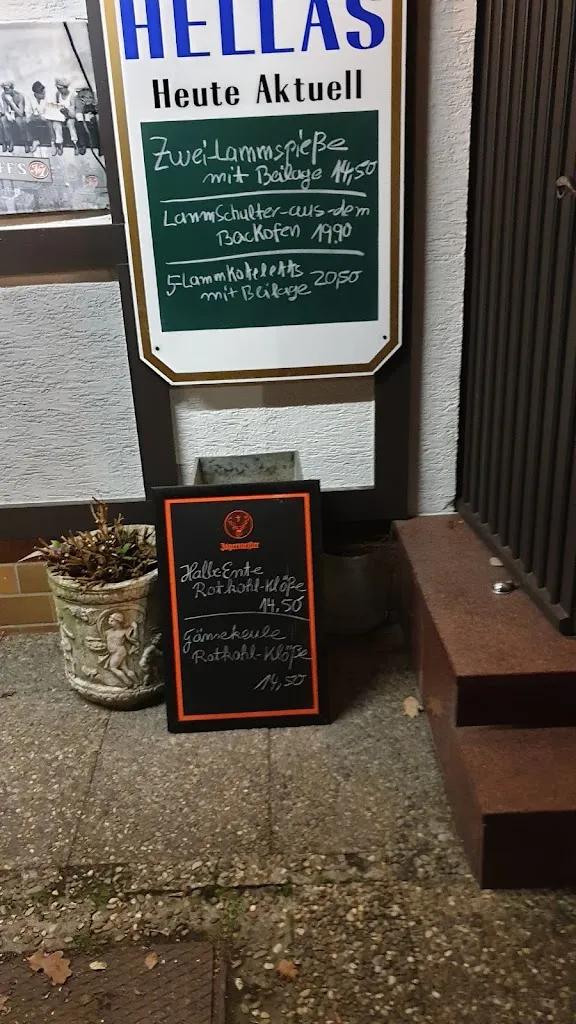 HELLAS
Heute Aktuell
Zwei Lammspieße
mit Beilage 14,50
Lammschulter-aus-dem
Backofen 19,90
5-Lammkoteletts
mit Beilage 20,50
Jägermeister
Halbe Ente
Rotkohl-Klöße
14.50
Gänsekeule
Rotkohl-Klöße
14,50